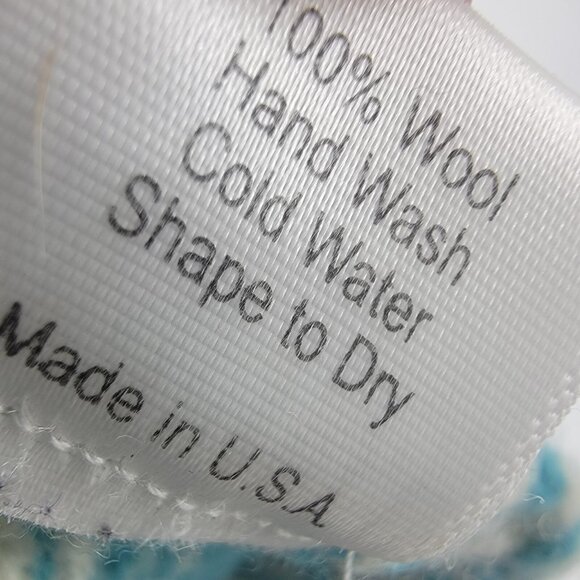 100% Wool
Hand Wash
Cold Water
Shape to Dry
Made in U.S.A.